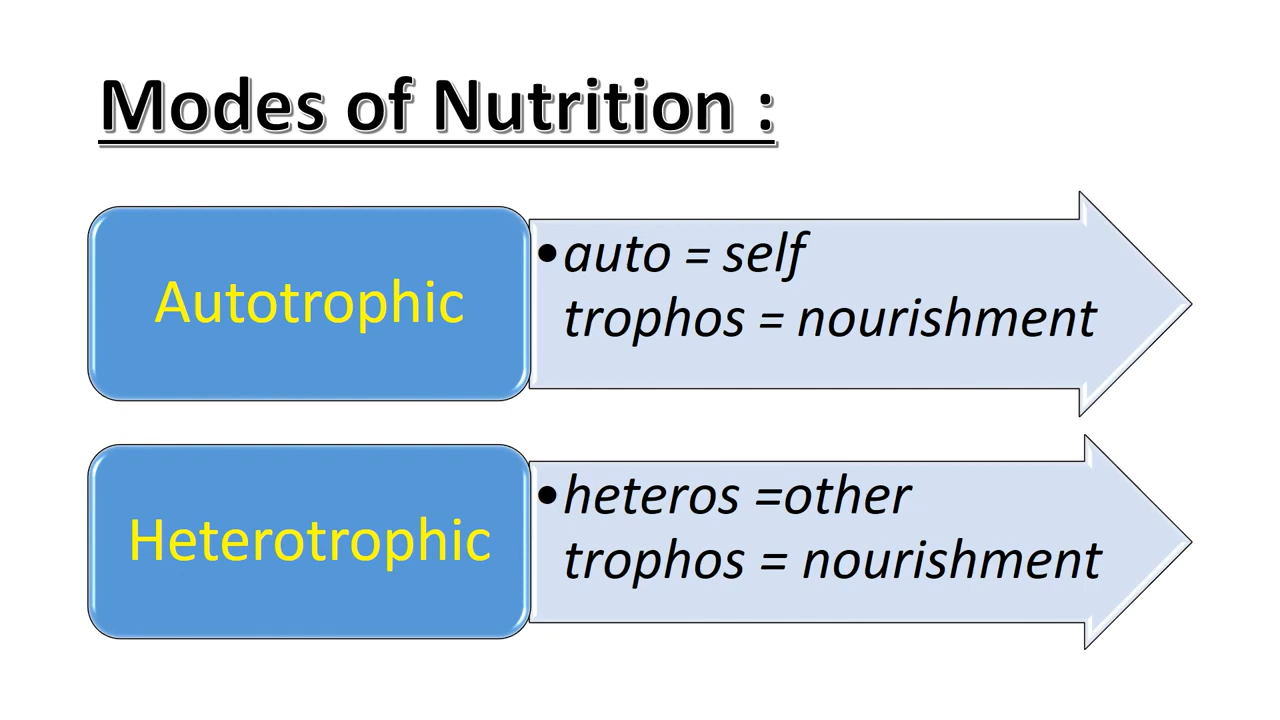 Modes of Nutrition :
Autotrophic
•auto = self
trophos = nourishment
Heterotrophic
•heteros =other
trophos = nourishment